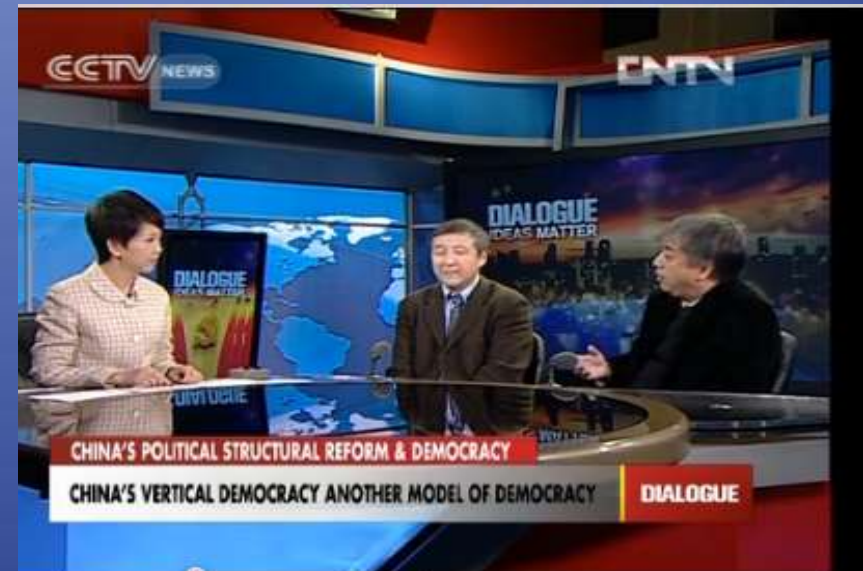 CCTV NEWS
CNTV
DIALOGUE
IDEAS MATTER
DIALOGUE
IDEAS MATTER
CHINA'S POLITICAL STRUCTURAL REFORM & DEMOCRACY
CHINA'S VERTICAL DEMOCRACY ANOTHER MODEL OF DEMOCRACY
DIALOGUE